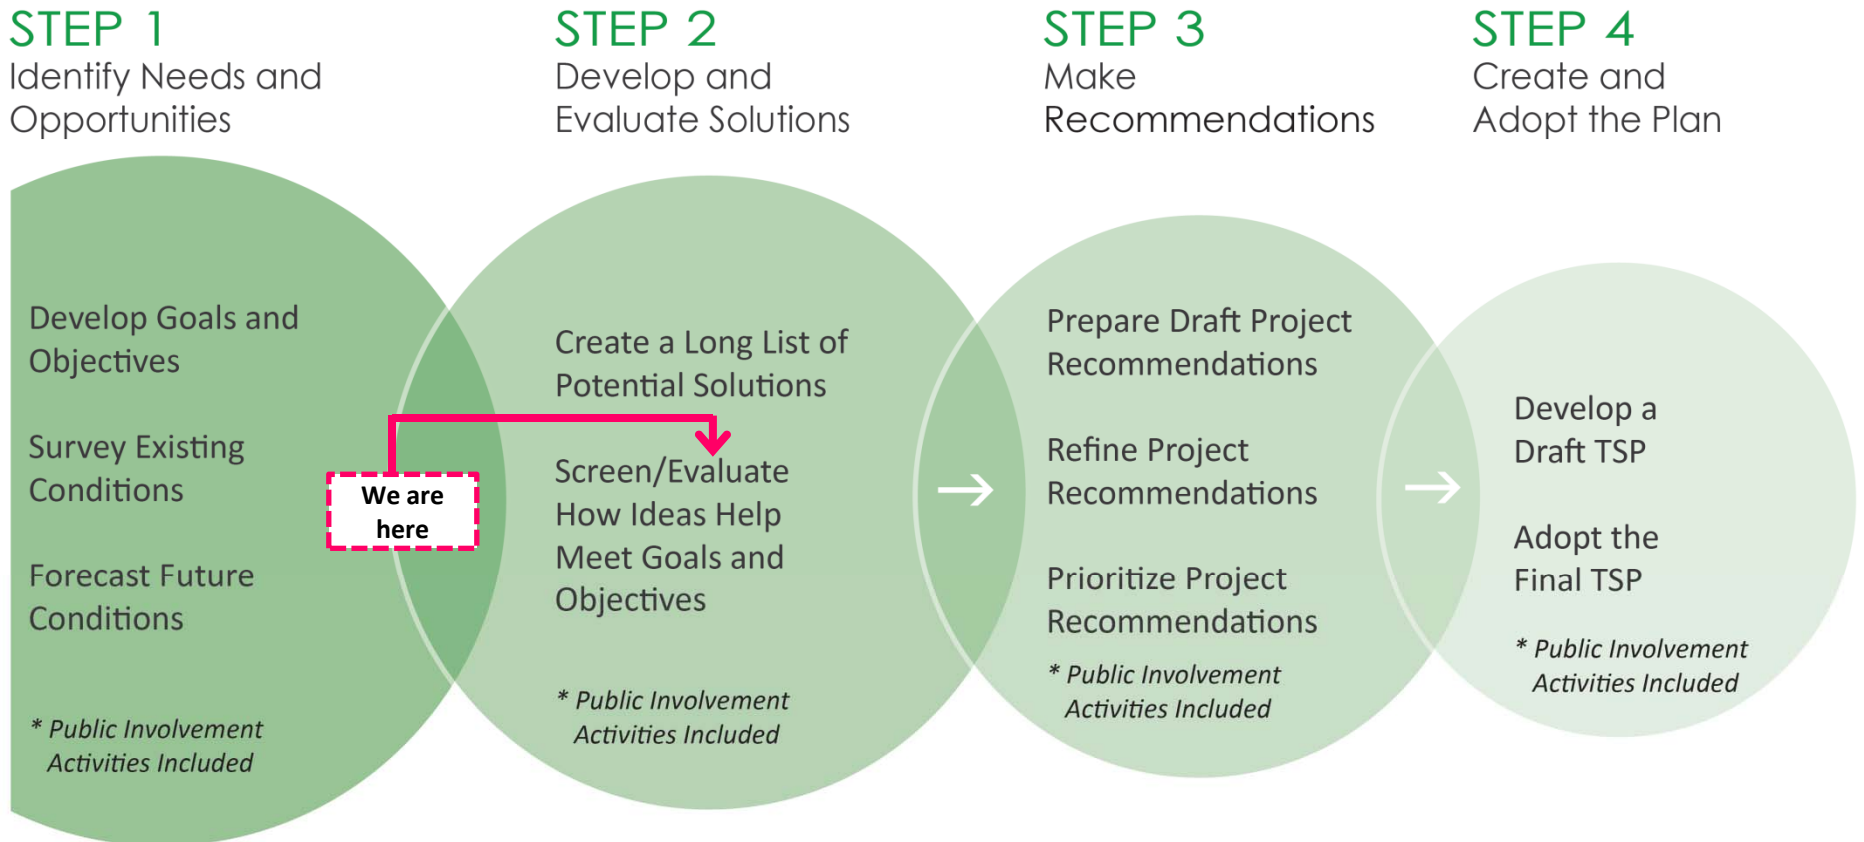 STEP 1
Identify Needs and
Opportunities
STEP 2
Develop and
Evaluate Solutions
STEP 3
Make
Recommendations
STEP 4
Create and
Adopt the Plan
Develop Goals and
Objectives
Survey Existing
Conditions
Forecast Future
Conditions
* Public Involvement
Activities Included
We are
here
Create a Long List of
Potential Solutions
Screen/Evaluate
How Ideas Help
Meet Goals and
Objectives
* Public Involvement
Activities Included
→
Prepare Draft Project
Recommendations
Refine Project
Recommendations
Prioritize Project
Recommendations
* Public Involvement
Activities Included
→
Develop a
Draft TSP
Adopt the
Final TSP
* Public Involvement
Activities Included